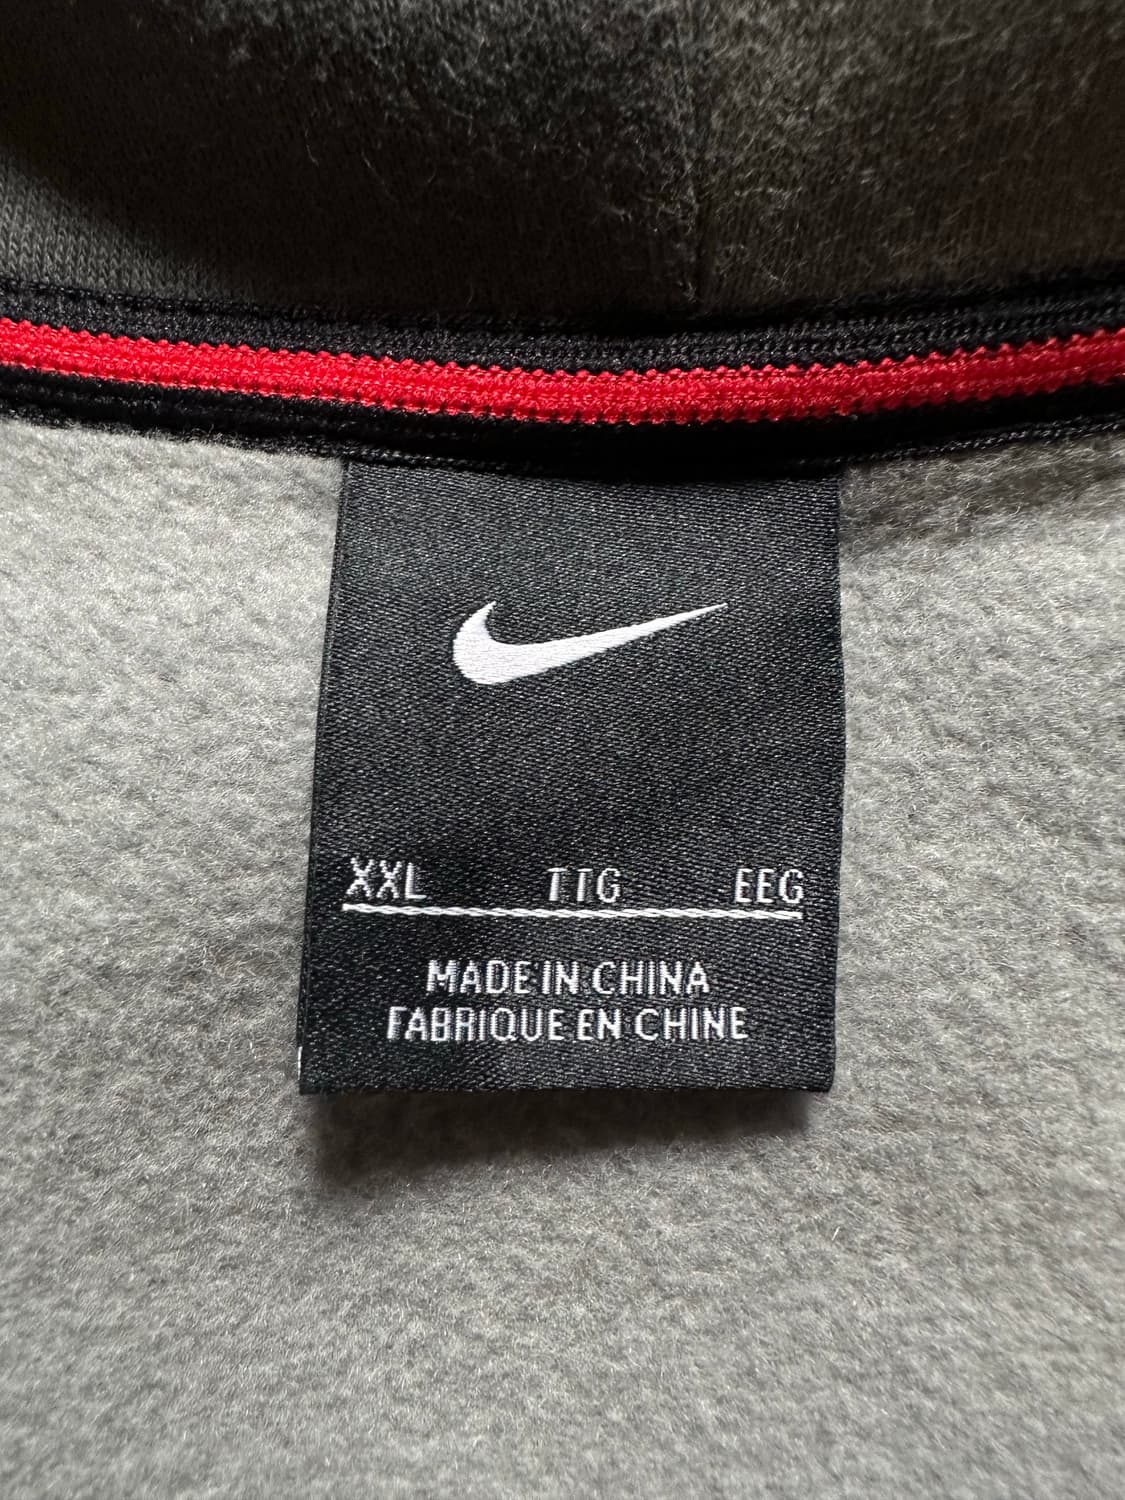 XXL TTG EEG
MADE IN CHINA
FABRIQUE EN CHINE